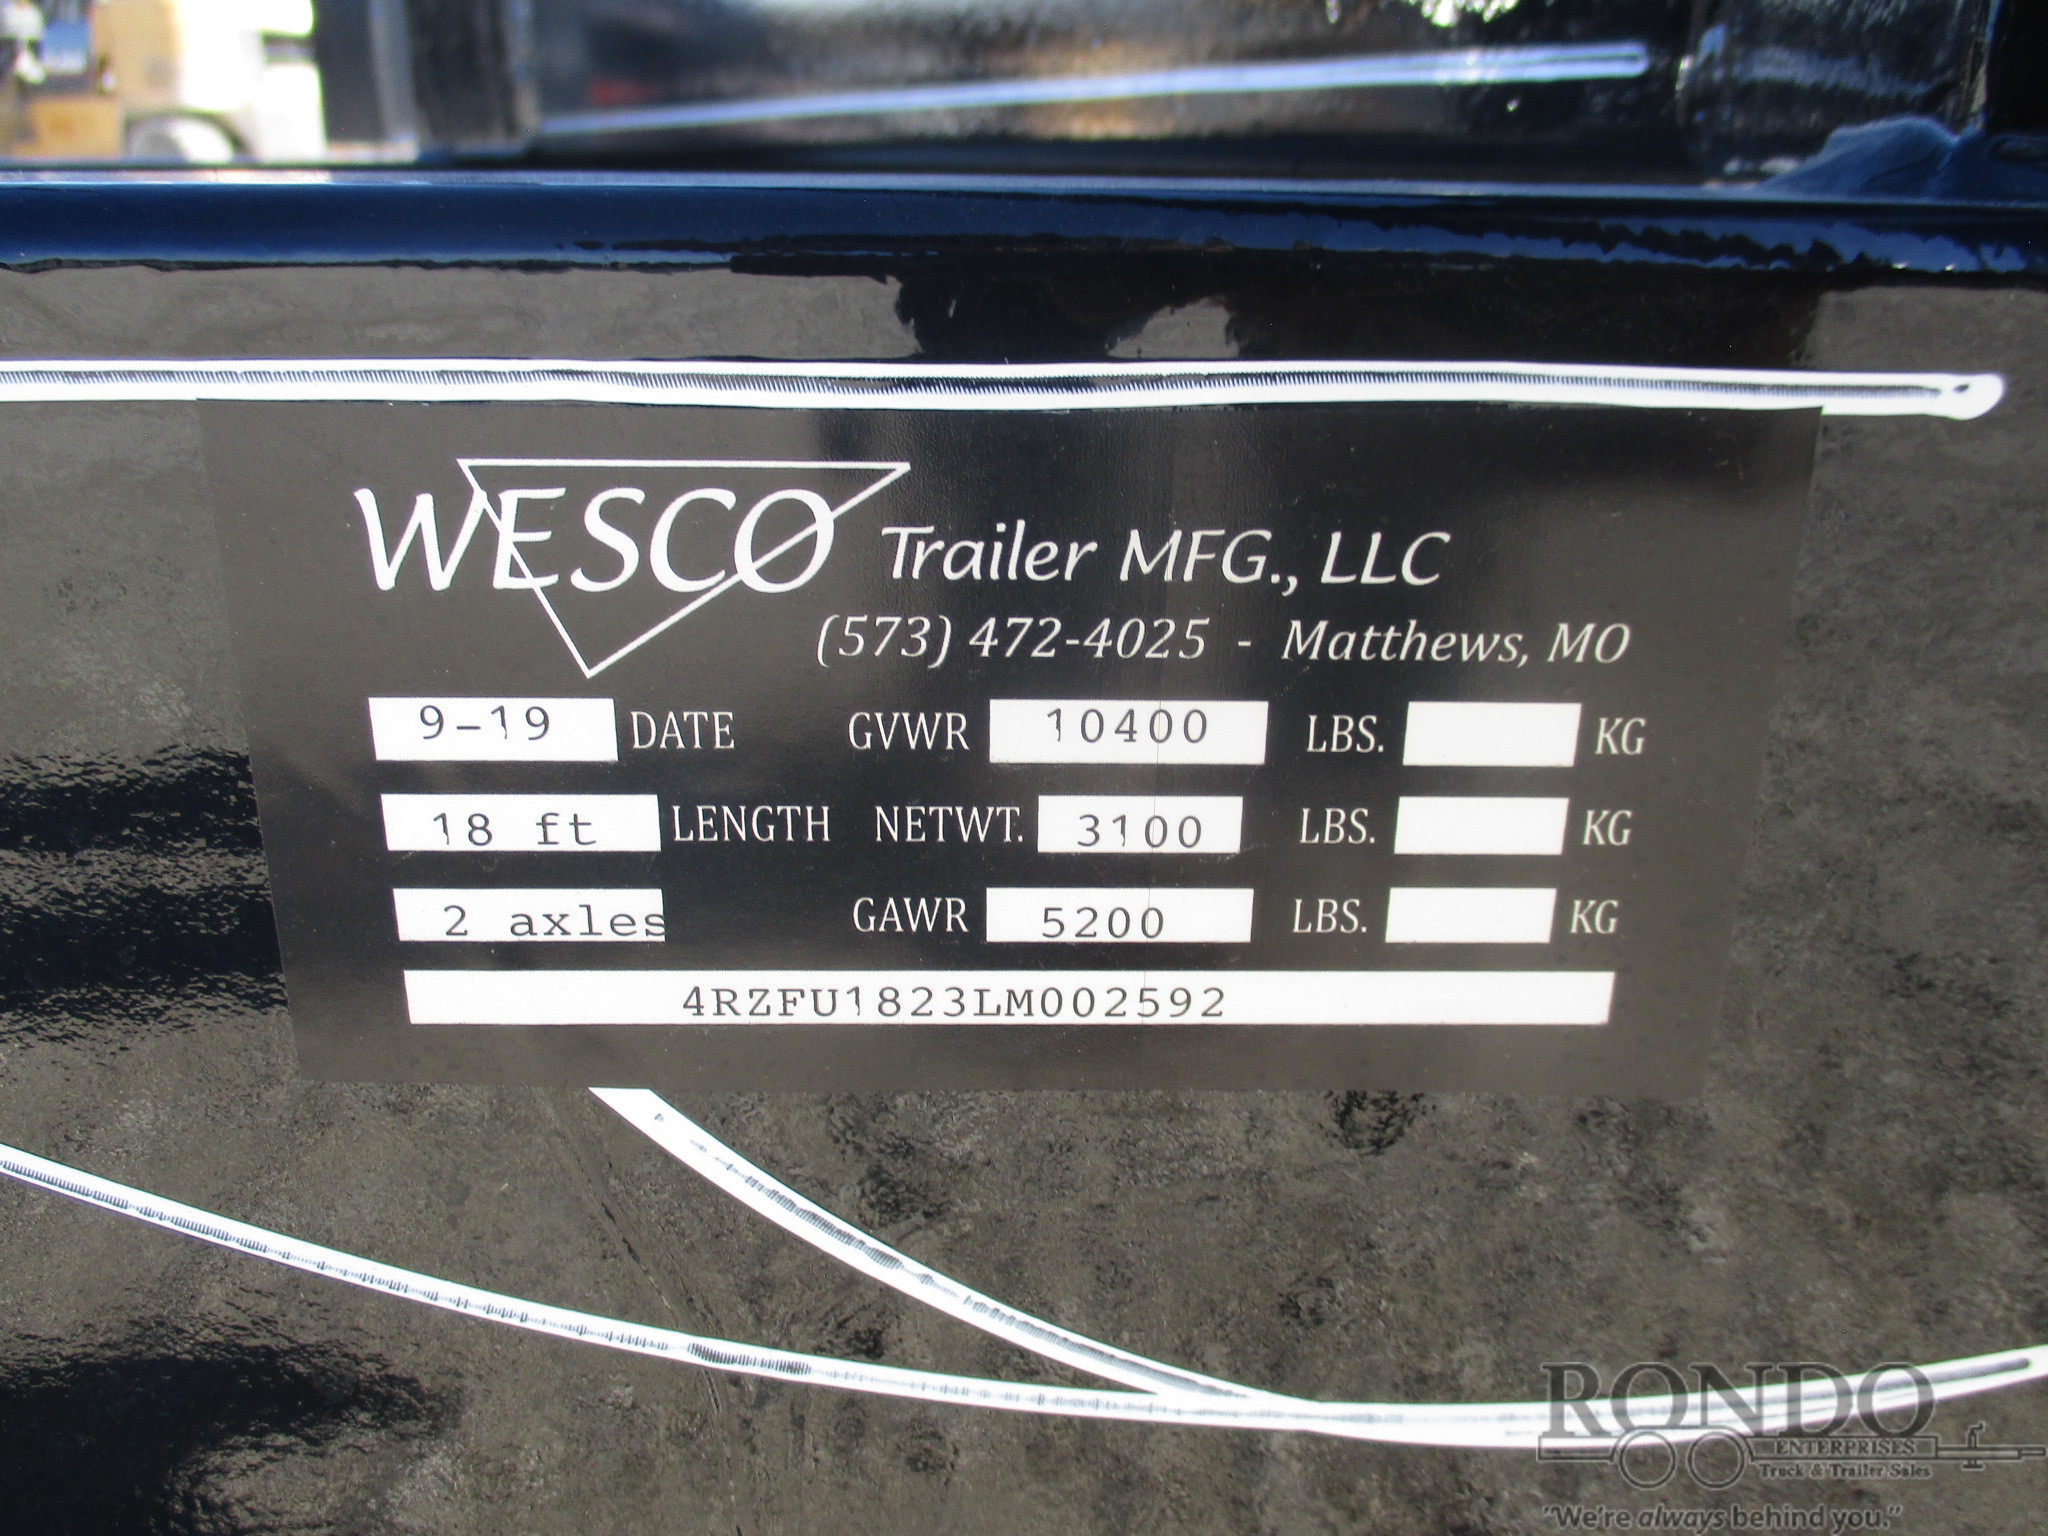 WESCO Trailer MFG., LLC
(573) 472-4025 - Matthews, MO
9-19 DATE GVWR 10400 LBS. KG
18 ft LENGTH NETWT. 3100 LBS. KG
2 axles GAWR 5200 LBS. KG
4RZFU1823LM002592
RONDO
ENTERPRISES
Truck & Trailer Sales
"We're always behind you."